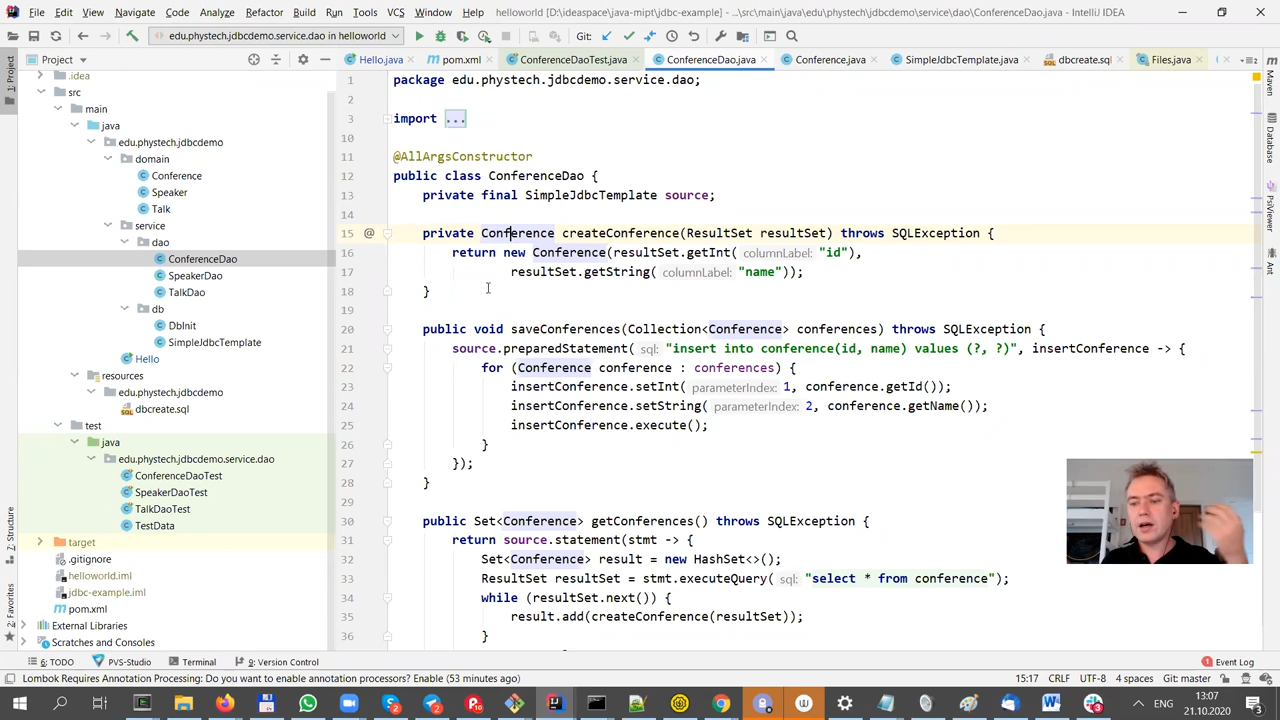 File Edit View Navigate Code Analyze Refactor Build Run Tools VCS Window Help helloworld [D:\ideaspace\java-mipt\jdbc-example] - ...\src\main\java\edu\phystech\jdbcdemo\service\dao\ConferenceDao.java - IntelliJ IDEA
edu.phystech.jdbcdemo.service.dao in helloworld Git:
Project Hello.java pom.xml ConferenceDaoTest.java ConferenceDao.java Conference.java SimpleJdbcTemplate.java dbcreate.sql Files.java
1: Project
7: Structure
2: Favorites
Maven
Database
PlantUML
Ant
.idea
src
main
java
edu.phystech.jdbcdemo
domain
Conference
Speaker
Talk
service
dao
ConferenceDao
SpeakerDao
TalkDao
db
DbInit
SimpleJdbcTemplate
Hello
resources
edu.phystech.jdbcdemo
dbcreate.sql
test
java
edu.phystech.jdbcdemo.service.dao
ConferenceDaoTest
SpeakerDaoTest
TalkDaoTest
TestData
target
.gitignore
helloworld.iml
jdbc-example.iml
pom.xml
External Libraries
Scratches and Consoles
1 package edu.phystech.jdbcdemo.service.dao;
2
3 import ...
10
11 @AllArgsConstructor
12 public class ConferenceDao {
13 private final SimpleJdbcTemplate source;
14
15 @ private Conference createConference(ResultSet resultSet) throws SQLException {
16 return new Conference(resultSet.getInt( columnLabel: "id"),
17 resultSet.getString( columnLabel: "name"));
18 }
19
20 public void saveConferences(Collection<Conference> conferences) throws SQLException {
21 source.preparedStatement( sql: "insert into conference(id, name) values (?, ?)", insertConference -> {
22 for (Conference conference : conferences) {
23 insertConference.setInt( parameterIndex: 1, conference.getId());
24 insertConference.setString( parameterIndex: 2, conference.getName());
25 insertConference.execute();
26 }
27 });
28 }
29
30 public Set<Conference> getConferences() throws SQLException {
31 return source.statement(stmt -> {
32 Set<Conference> result = new HashSet<>();
33 ResultSet resultSet = stmt.executeQuery( sql: "select * from conference");
34 while (resultSet.next()) {
35 result.add(createConference(resultSet));
36 }
6: TODO PVS-Studio Terminal 9: Version Control 1 Event Log
Lombok Requires Annotation Processing: Do you want to enable annotation processors? Enable (53 minutes ago) 15:17 CRLF UTF-8 4 spaces Git: master
ENG 13:07
21.10.2020